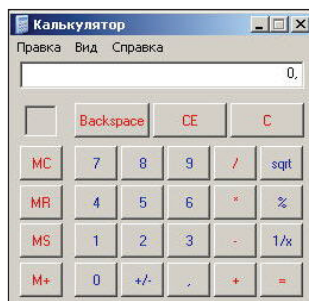 Калькулятор
Правка Вид Справка
0,
Backspace CE C
MC 7 8 9 / sqrt
MR 4 5 6 * %
MS 1 2 3 - 1/x
M+ 0 +/- , + =